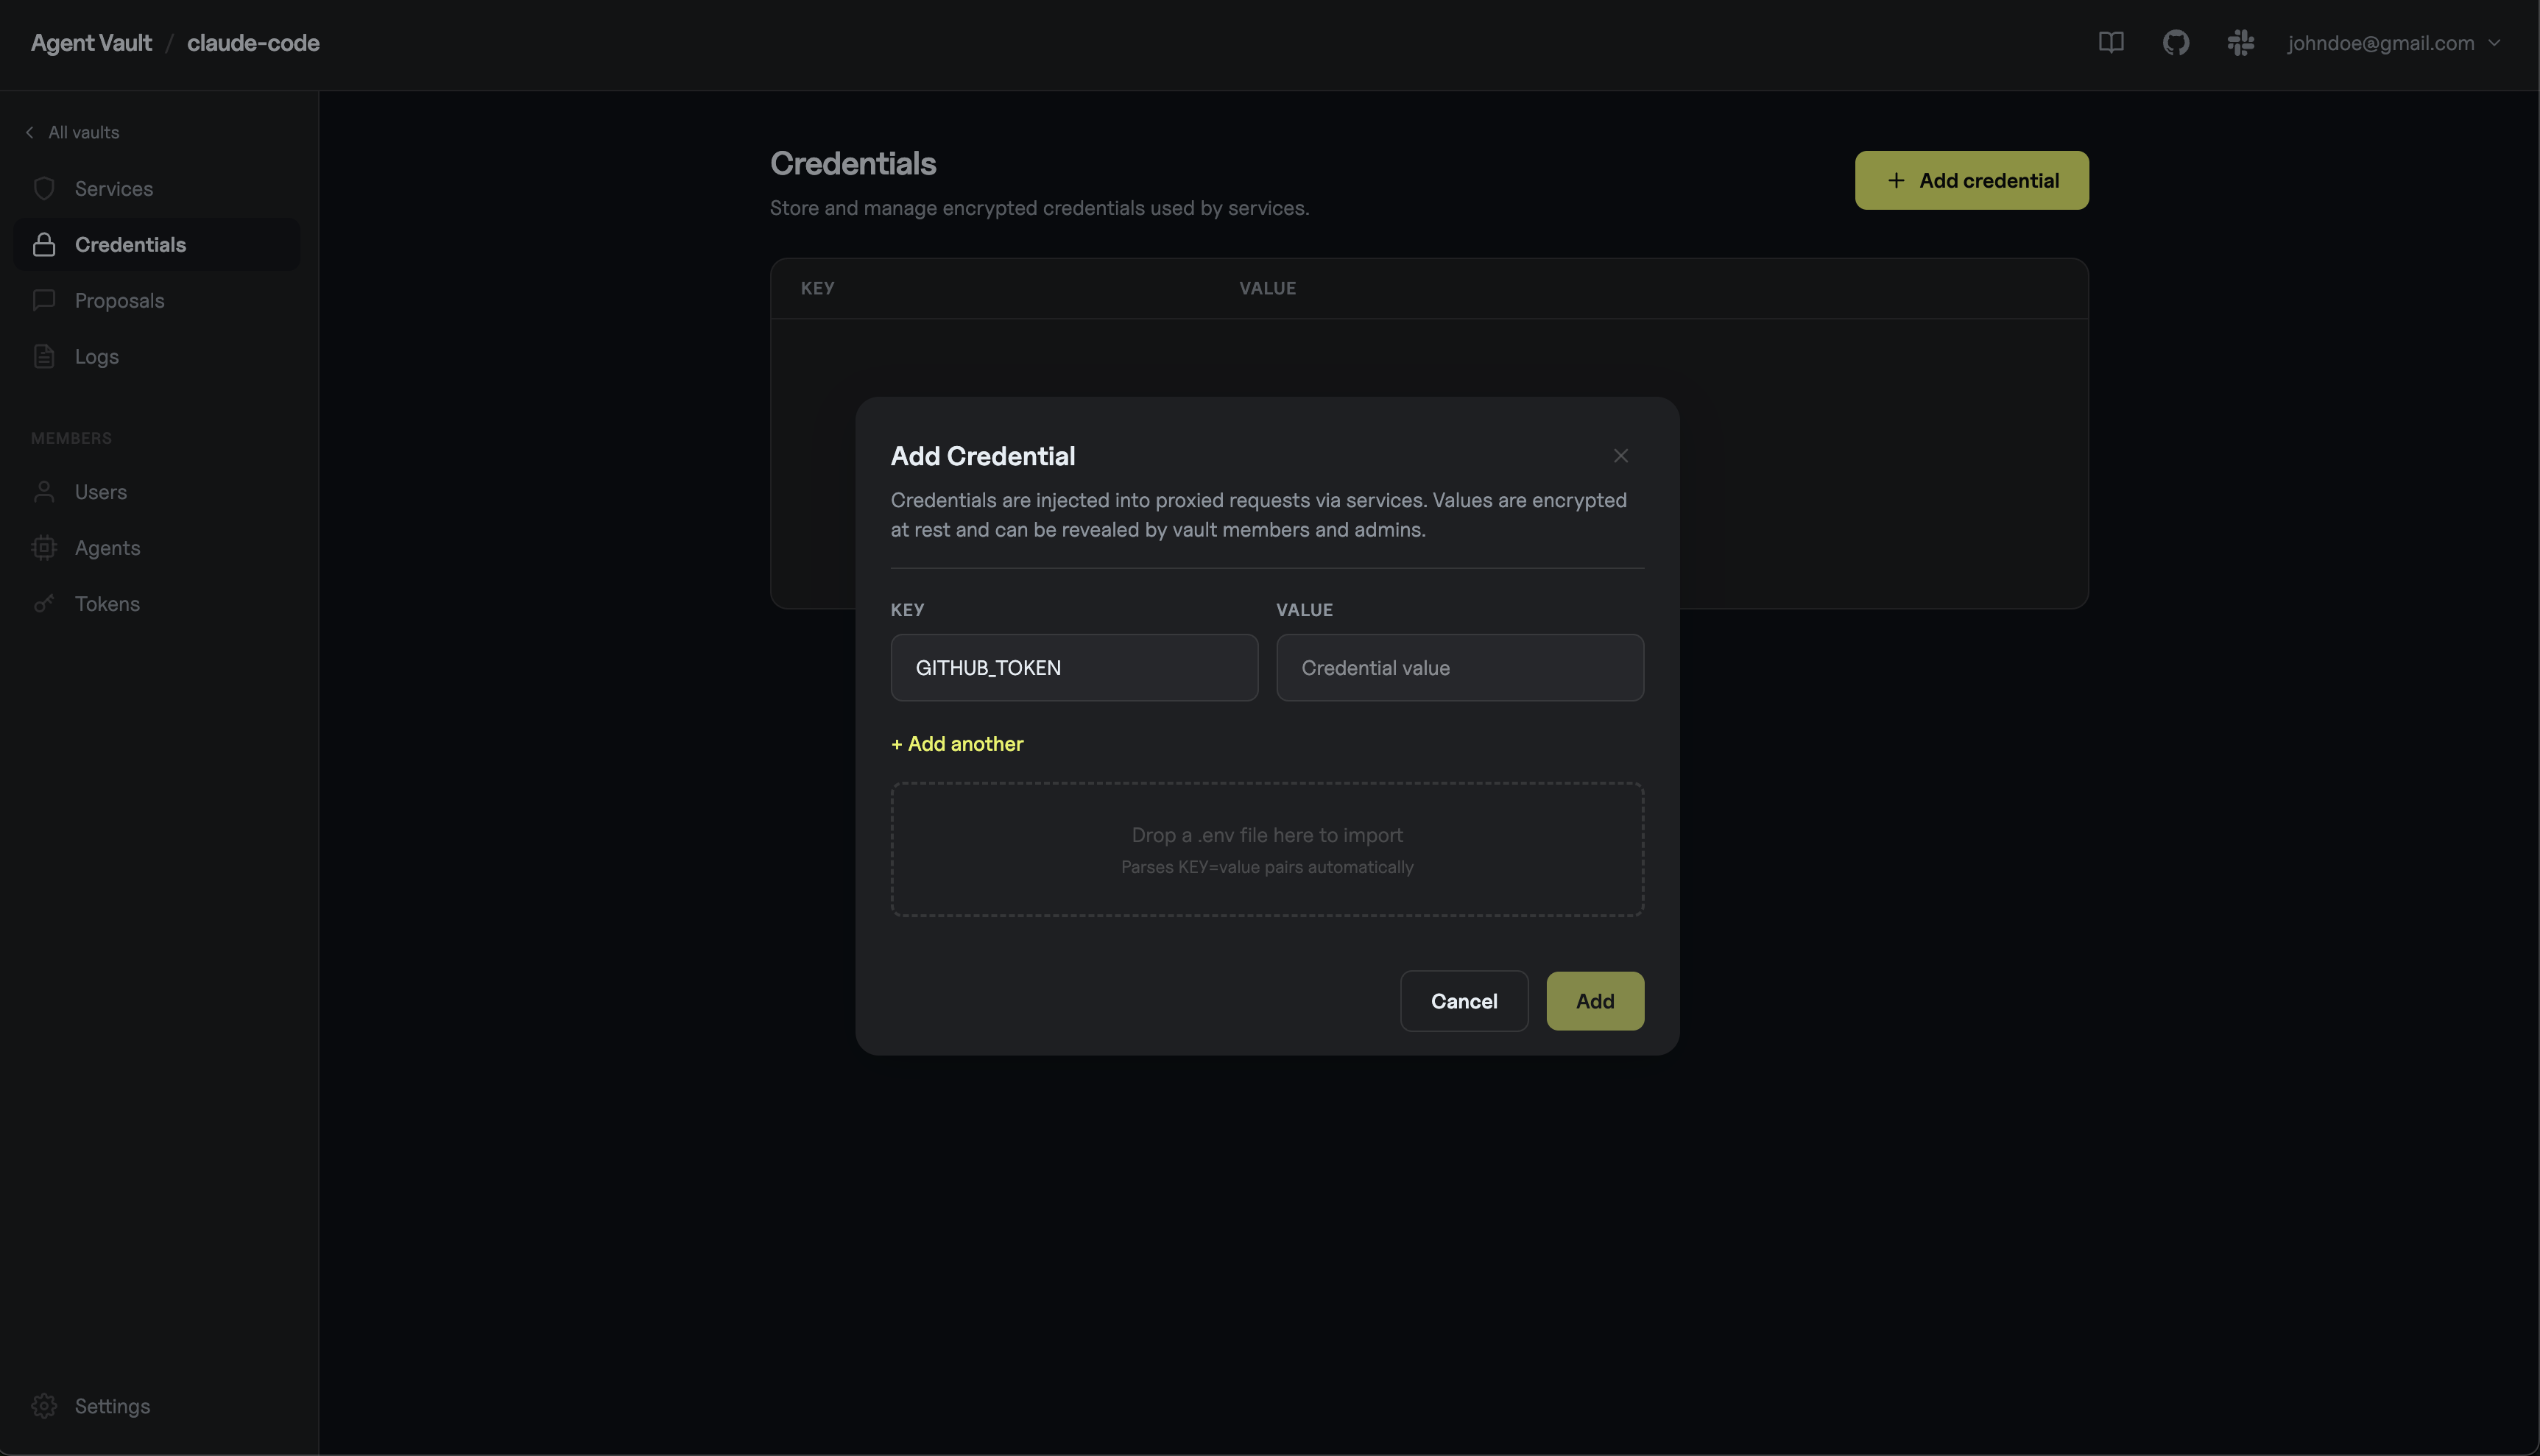 Agent Vault / claude-code
johndoe@gmail.com
All vaults
Services
Credentials
Proposals
Logs
MEMBERS
Users
Agents
Tokens
Settings
Credentials
Store and manage encrypted credentials used by services.
+ Add credential
KEY VALUE
Add Credential
Credentials are injected into proxied requests via services. Values are encrypted
at rest and can be revealed by vault members and admins.
KEY VALUE
GITHUB_TOKEN Credential value
+ Add another
Drop a .env file here to import
Parses KEY=value pairs automatically
Cancel Add